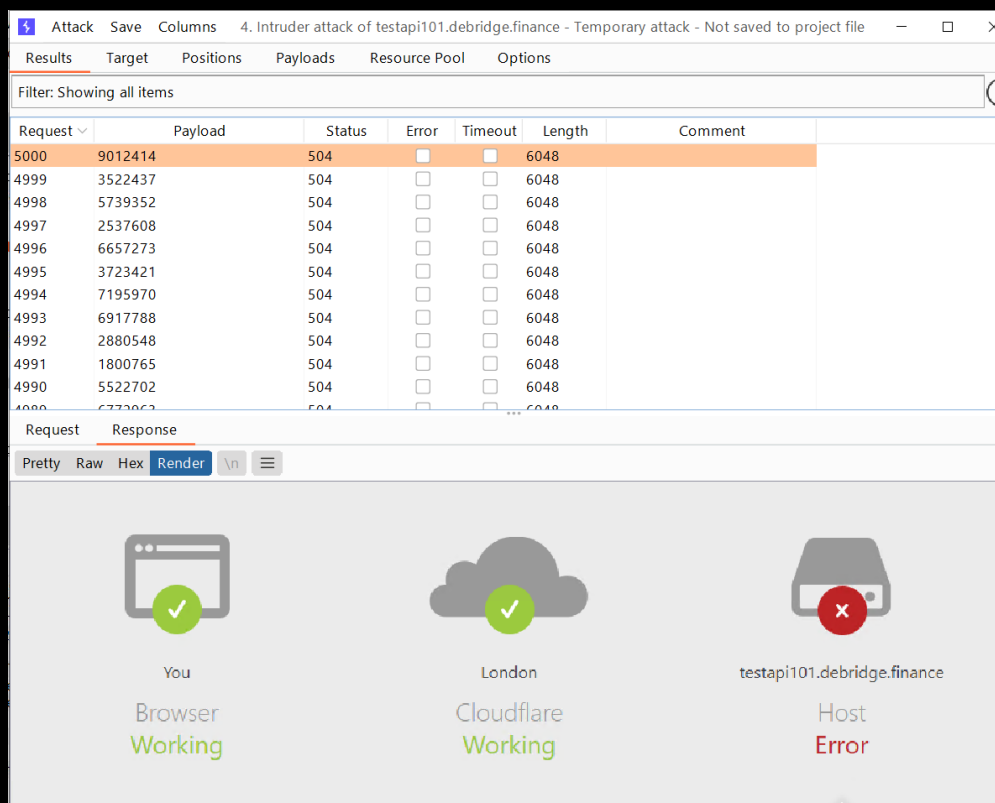 Attack Save Columns 4. Intruder attack of testapi101.debridge.finance - Temporary attack - Not saved to project file
Results Target Positions Payloads Resource Pool Options
Filter: Showing all items
Request Payload Status Error Timeout Length Comment
5000 9012414 504 6048
4999 3522437 504 6048
4998 5739352 504 6048
4997 2537608 504 6048
4996 6657273 504 6048
4995 3723421 504 6048
4994 7195970 504 6048
4993 6917788 504 6048
4992 2880548 504 6048
4991 1800765 504 6048
4990 5522702 504 6048
Request Response
Pretty Raw Hex Render \n
You London testapi101.debridge.finance
Browser Cloudflare Host
Working Working Error